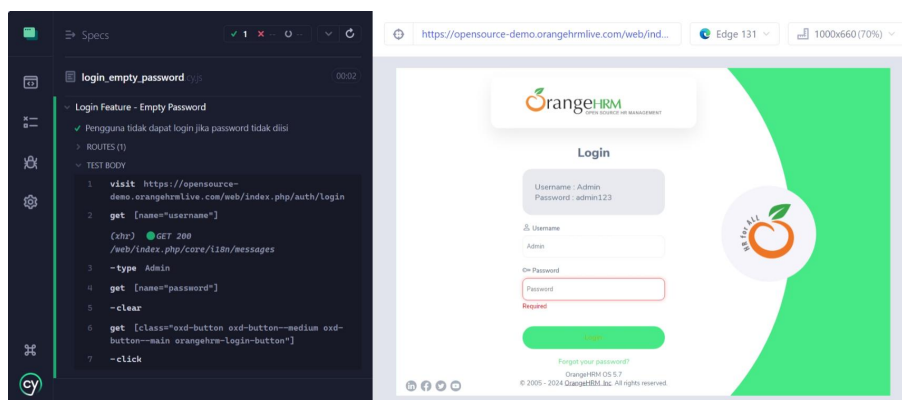 Specs
1
--
--
login_empty_password cy.js
00:02
Login Feature - Empty Password
Pengguna tidak dapat login jika password tidak diisi
ROUTES (1)
TEST BODY
1 visit https://opensource-
demo.orangehrmlive.com/web/index.php/auth/login
2 get [name="username"]
(xhr) GET 200
/web/index.php/core/i18n/messages
3 -type Admin
4 get [name="password"]
5 -clear
6 get [class="oxd-button oxd-button--medium oxd-
button--main orangehrm-login-button"]
7 -click
cy
https://opensource-demo.orangehrmlive.com/web/ind...
Edge 131
1000x660 (70%)
OrangeHRM
OPEN SOURCE HR MANAGEMENT
Login
Username : Admin
Password : admin123
Username
Admin
Password
Password
Required
Forgot your password?
OrangeHRM OS 5.7
© 2005 - 2024 OrangeHRM, Inc. All rights reserved.
HR for ALL